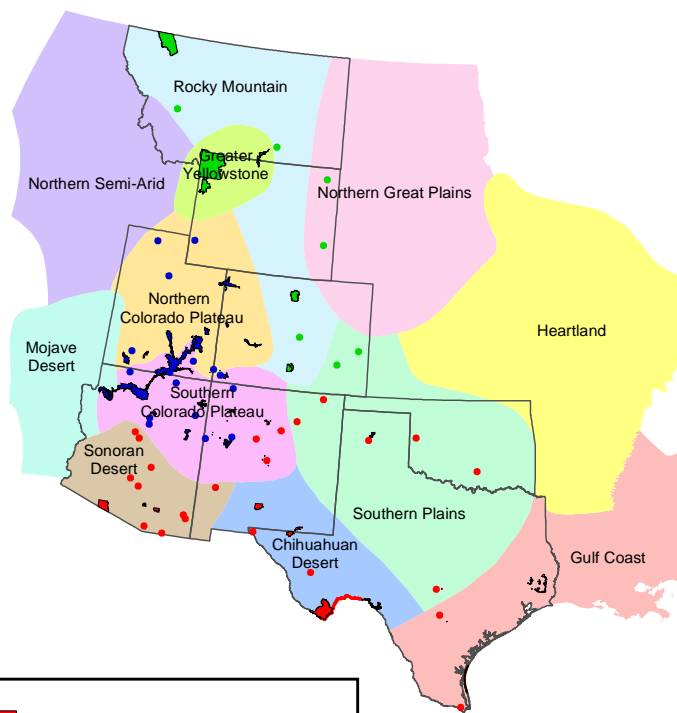 Rocky Mountain
Greater
Yellowstone
Northern Semi-Arid
Northern Great Plains
Northern
Colorado Plateau
Heartland
Mojave
Desert
Southern
Colorado Plateau
Sonoran
Desert
Southern Plains
Chihuahuan
Desert
Gulf Coast